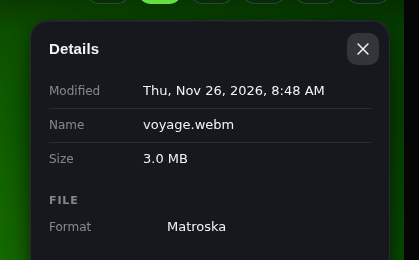 Details
Modified Thu, Nov 26, 2026, 8:48 AM
Name voyage.webm
Size 3.0 MB
FILE
Format Matroska